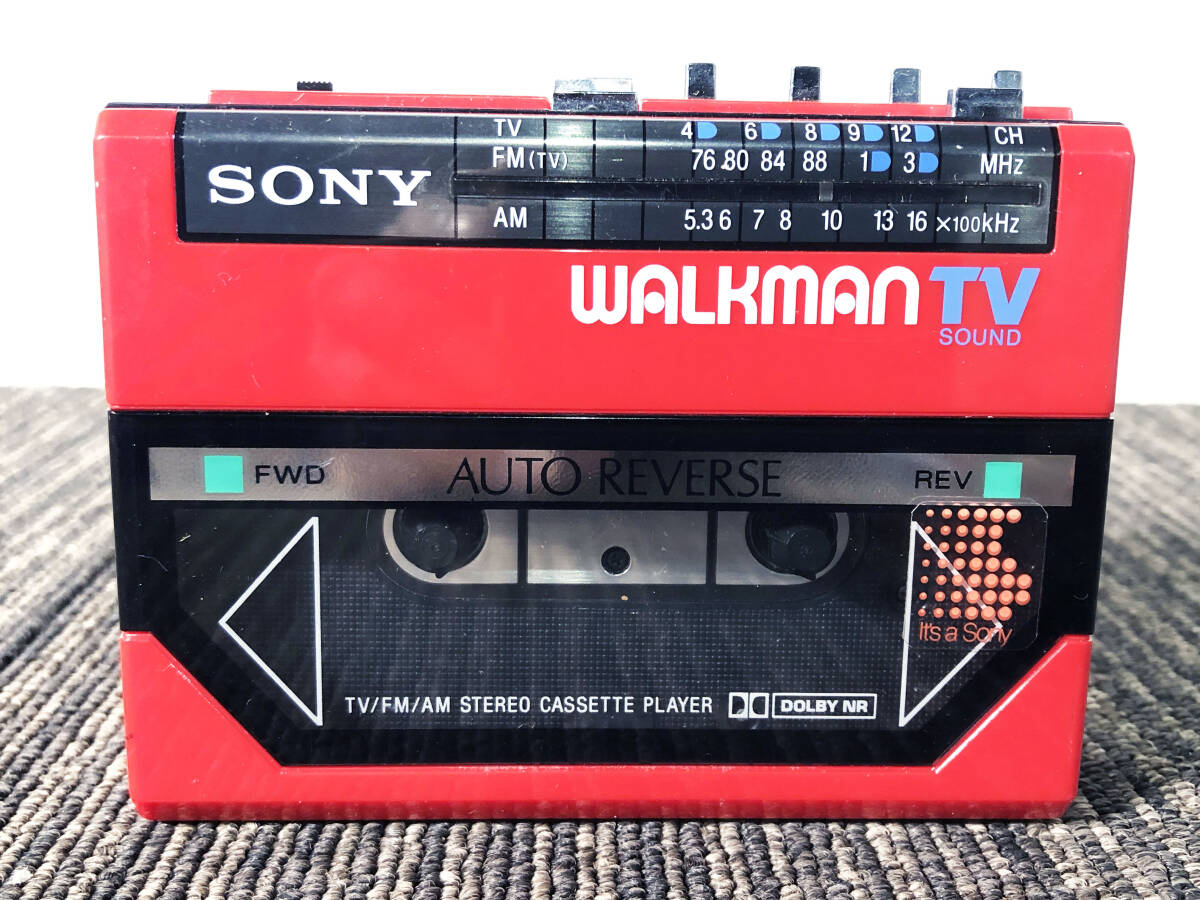 SONY
TV 4 6 8 9 12 CH
FM (TV) 76 80 84 88 1 3 MHz
AM 5.3 6 7 8 10 13 16 ×100kHz
WALKMAN TV
SOUND
FWD AUTO REVERSE REV
It's a Sony
TV/FM/AM STEREO CASSETTE PLAYER DOLBY NR